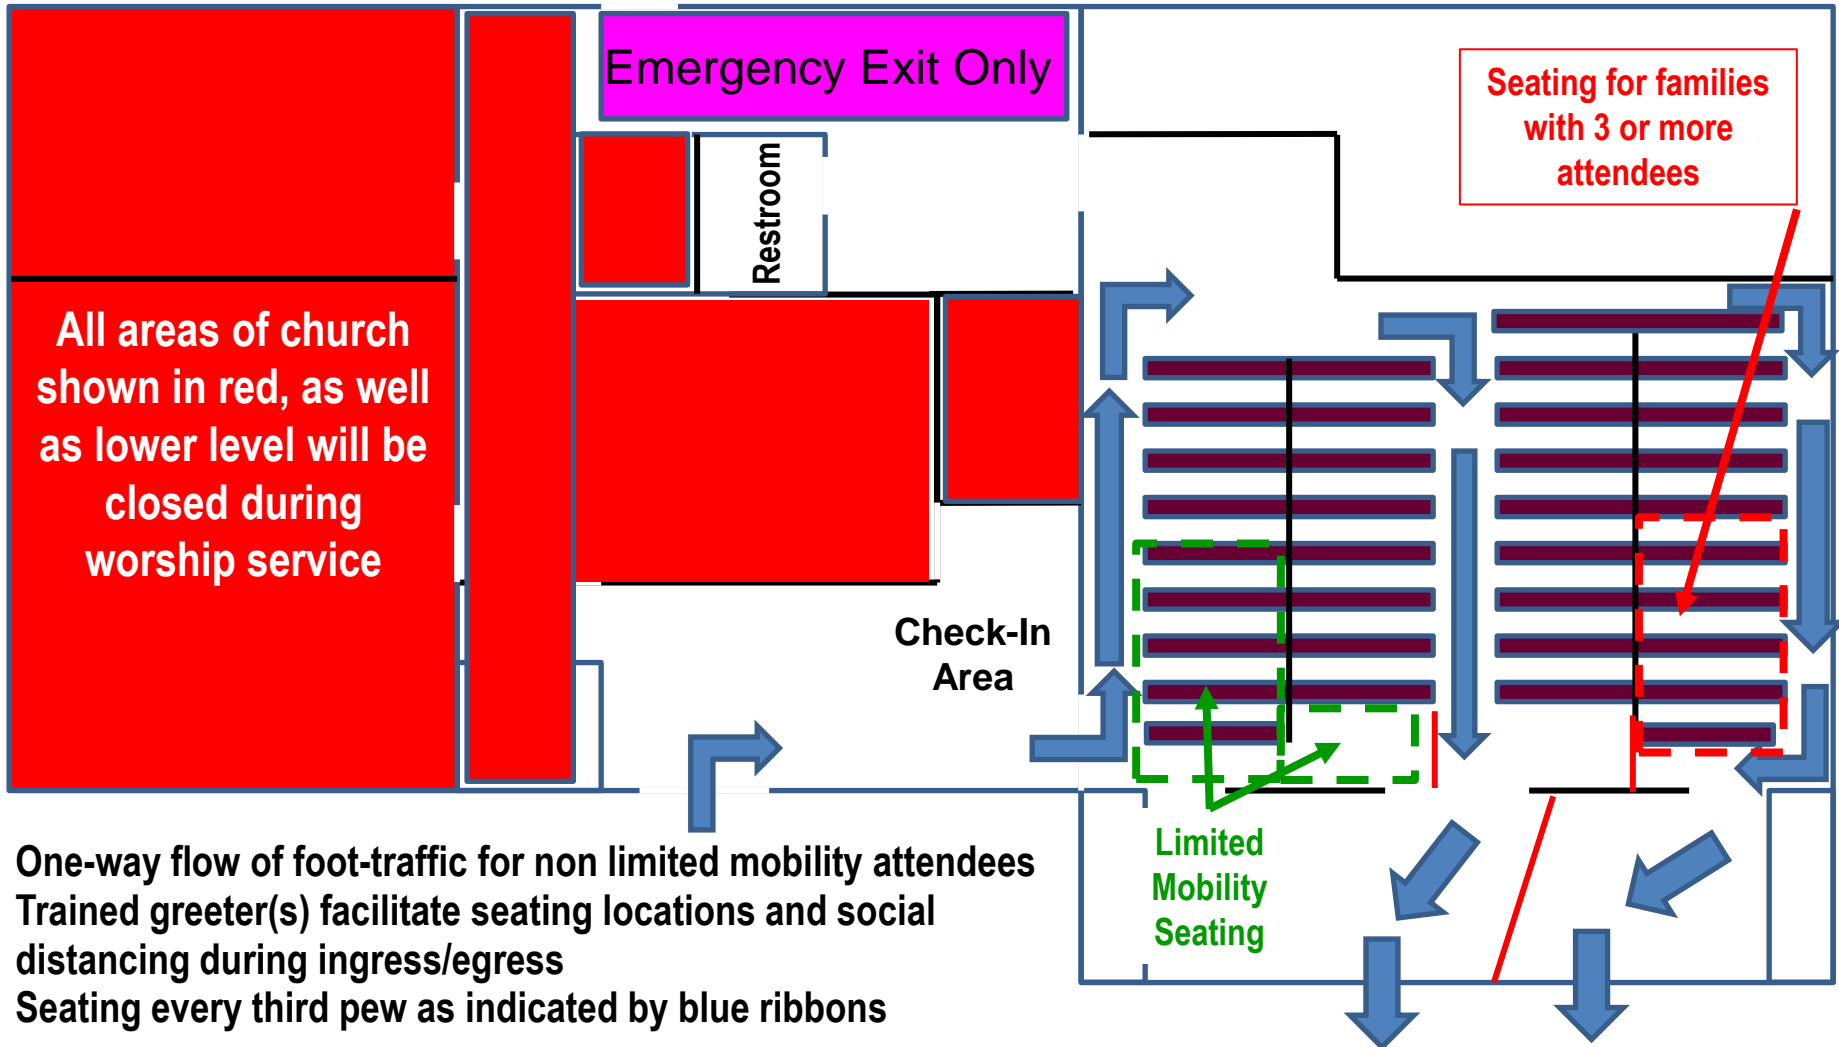 Emergency Exit Only
Seating for families
with 3 or more
attendees
Restroom
All areas of church
shown in red, as well
as lower level will be
closed during
worship service
Check-In
Area
Limited
Mobility
Seating
One-way flow of foot-traffic for non limited mobility attendees
Trained greeter(s) facilitate seating locations and social
distancing during ingress/egress
Seating every third pew as indicated by blue ribbons